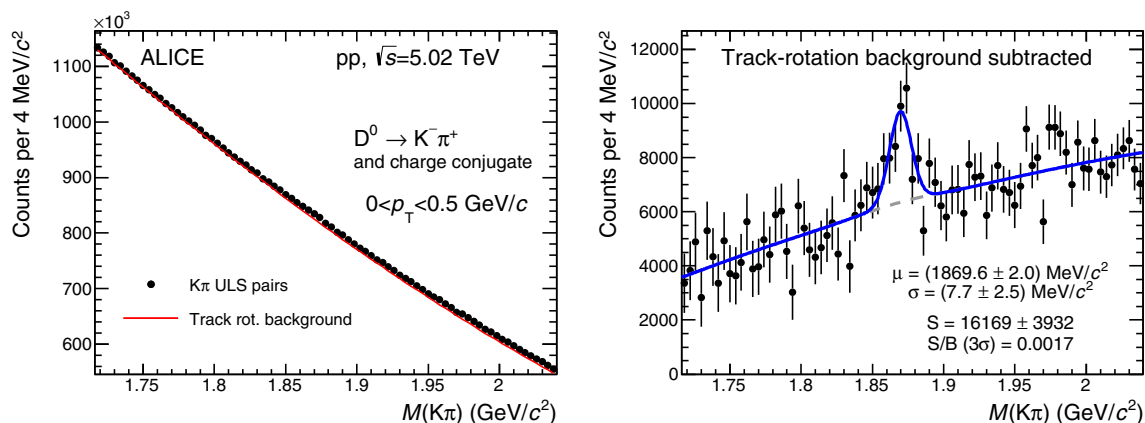 ×10³
ALICE
pp, √s=5.02 TeV
D⁰ → K⁻π⁺
and charge conjugate
0<p_T<0.5 GeV/c
Kπ ULS pairs
Track rot. background
Counts per 4 MeV/c²
1100
1000
900
800
700
600
1.75 1.8 1.85 1.9 1.95 2
M(Kπ) (GeV/c²)
Track-rotation background subtracted
μ = (1869.6 ± 2.0) MeV/c²
σ = (7.7 ± 2.5) MeV/c²
S = 16169 ± 3932
S/B (3σ) = 0.0017
Counts per 4 MeV/c²
12000
10000
8000
6000
4000
2000
0
1.75 1.8 1.85 1.9 1.95 2
M(Kπ) (GeV/c²)